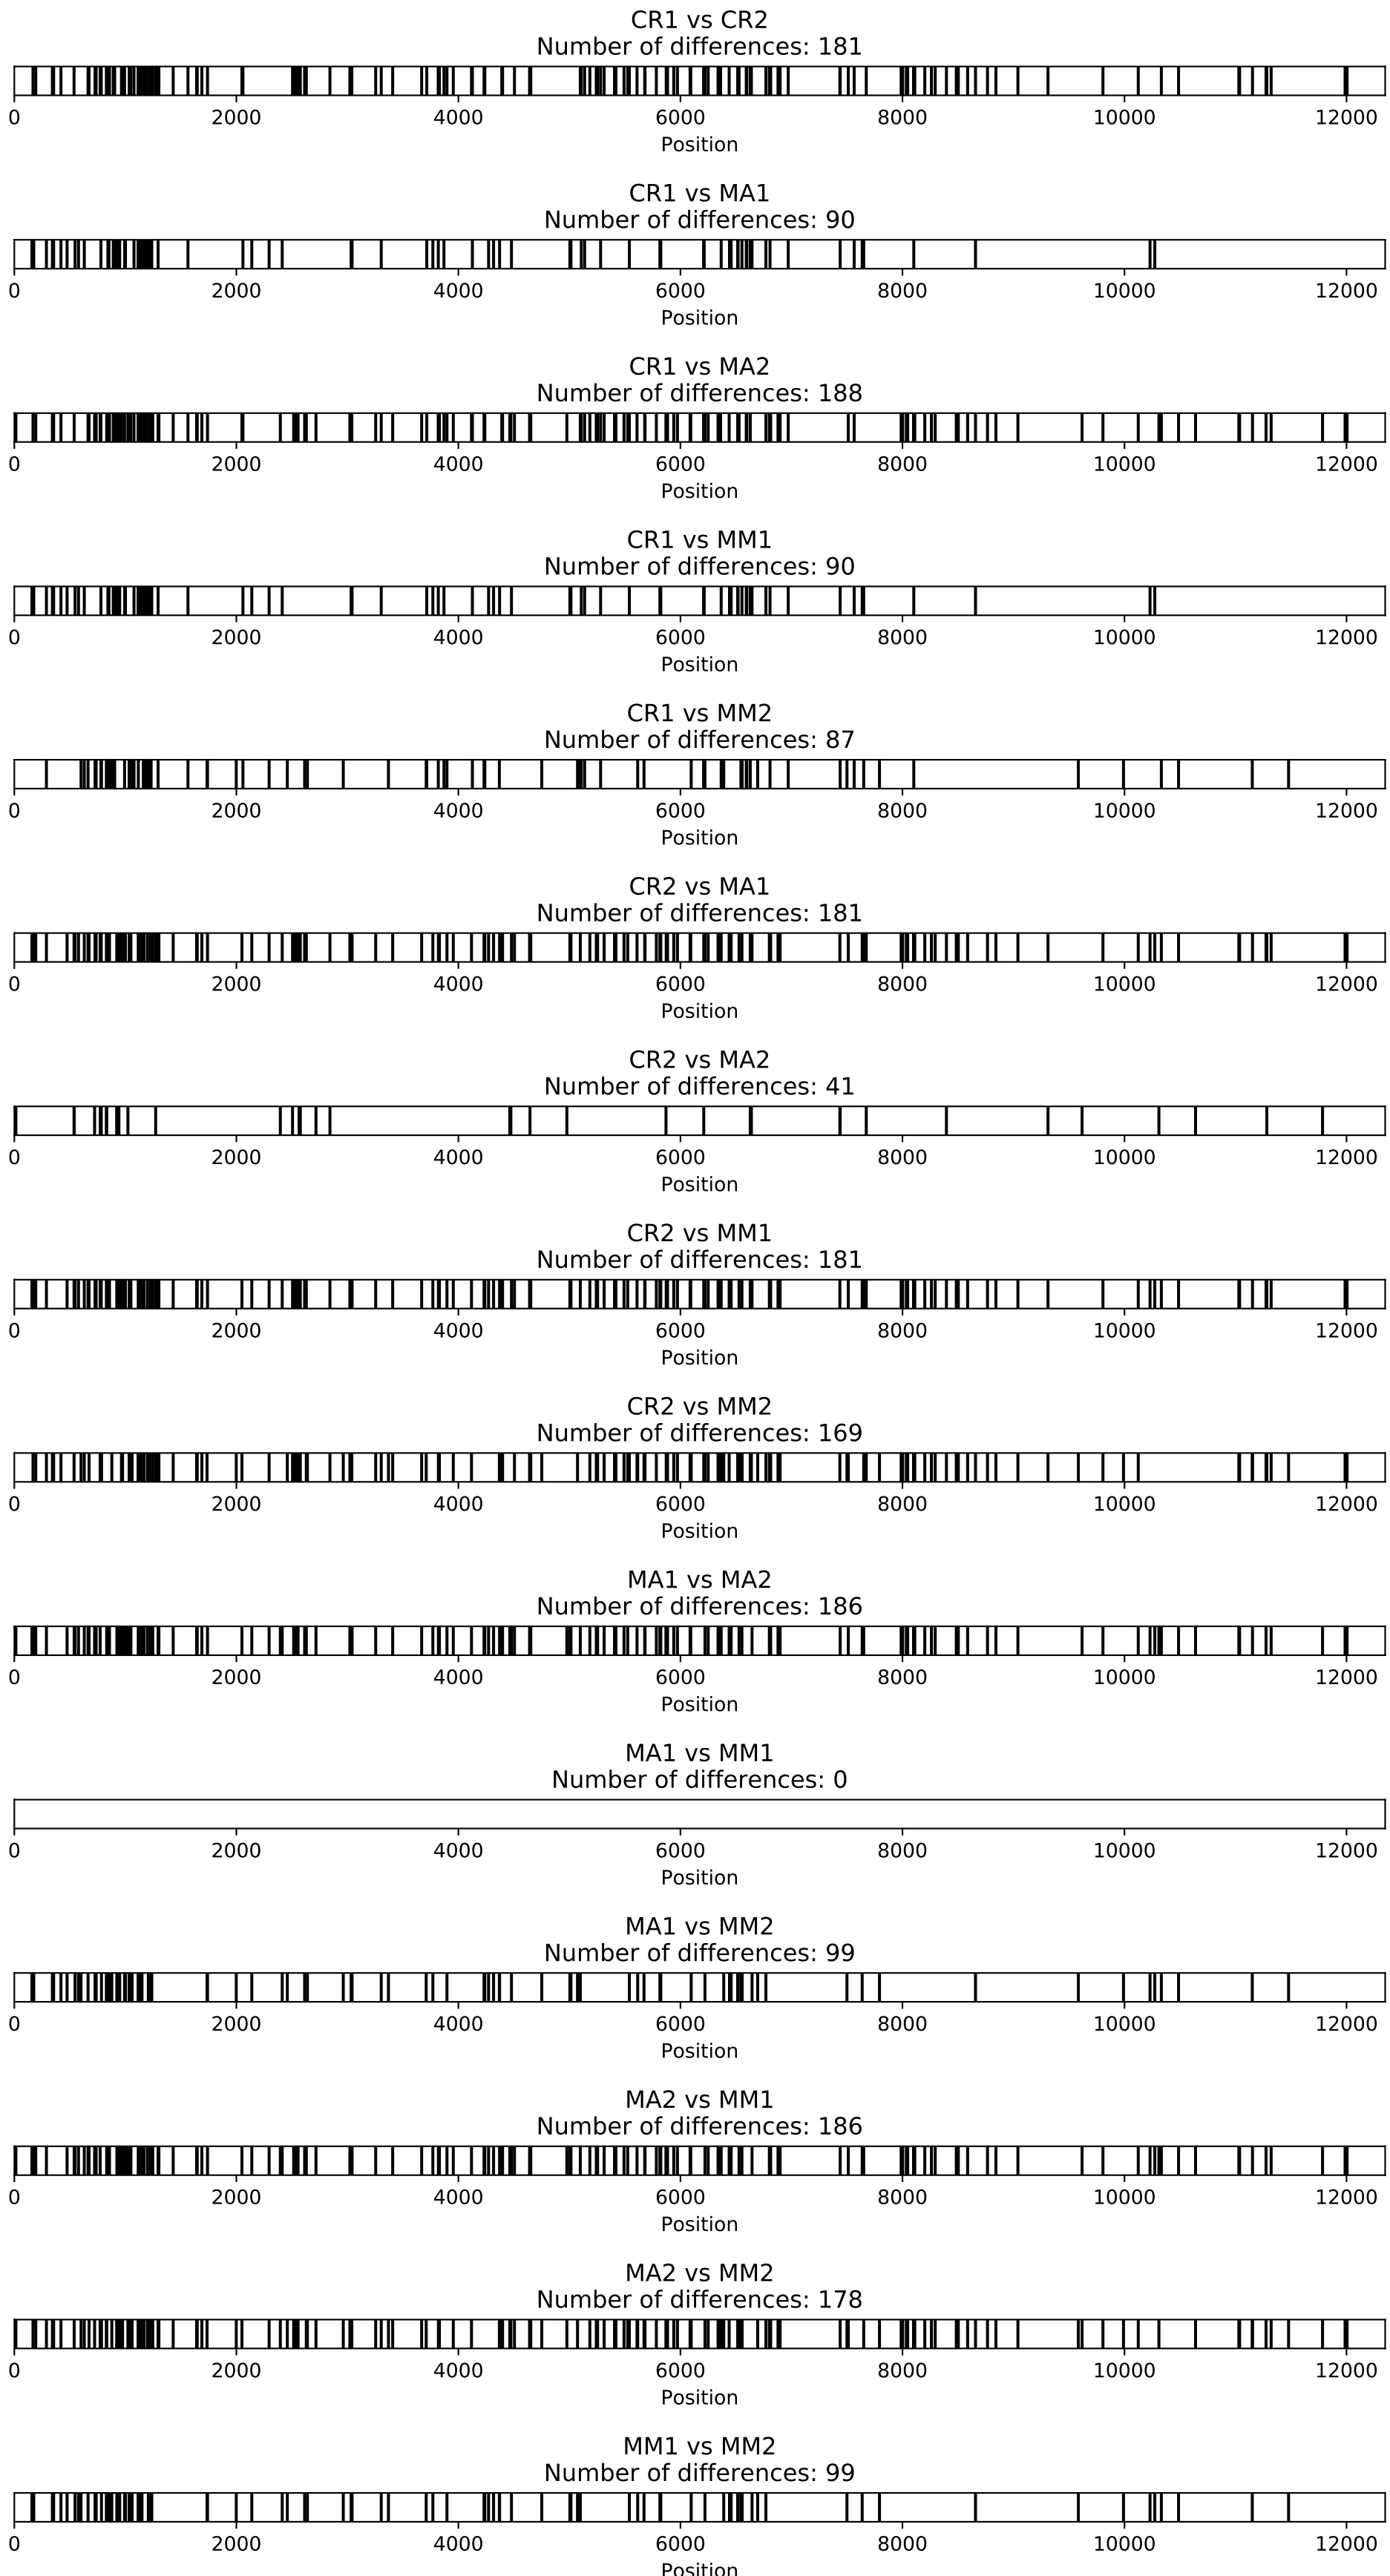 CR1 vs CR2
Number of differences: 181
0 2000 4000 6000 8000 10000 12000
Position
CR1 vs MA1
Number of differences: 90
0 2000 4000 6000 8000 10000 12000
Position
CR1 vs MA2
Number of differences: 188
0 2000 4000 6000 8000 10000 12000
Position
CR1 vs MM1
Number of differences: 90
0 2000 4000 6000 8000 10000 12000
Position
CR1 vs MM2
Number of differences: 87
0 2000 4000 6000 8000 10000 12000
Position
CR2 vs MA1
Number of differences: 181
0 2000 4000 6000 8000 10000 12000
Position
CR2 vs MA2
Number of differences: 41
0 2000 4000 6000 8000 10000 12000
Position
CR2 vs MM1
Number of differences: 181
0 2000 4000 6000 8000 10000 12000
Position
CR2 vs MM2
Number of differences: 169
0 2000 4000 6000 8000 10000 12000
Position
MA1 vs MA2
Number of differences: 186
0 2000 4000 6000 8000 10000 12000
Position
MA1 vs MM1
Number of differences: 0
0 2000 4000 6000 8000 10000 12000
Position
MA1 vs MM2
Number of differences: 99
0 2000 4000 6000 8000 10000 12000
Position
MA2 vs MM1
Number of differences: 186
0 2000 4000 6000 8000 10000 12000
Position
MA2 vs MM2
Number of differences: 178
0 2000 4000 6000 8000 10000 12000
Position
MM1 vs MM2
Number of differences: 99
0 2000 4000 6000 8000 10000 12000
Position